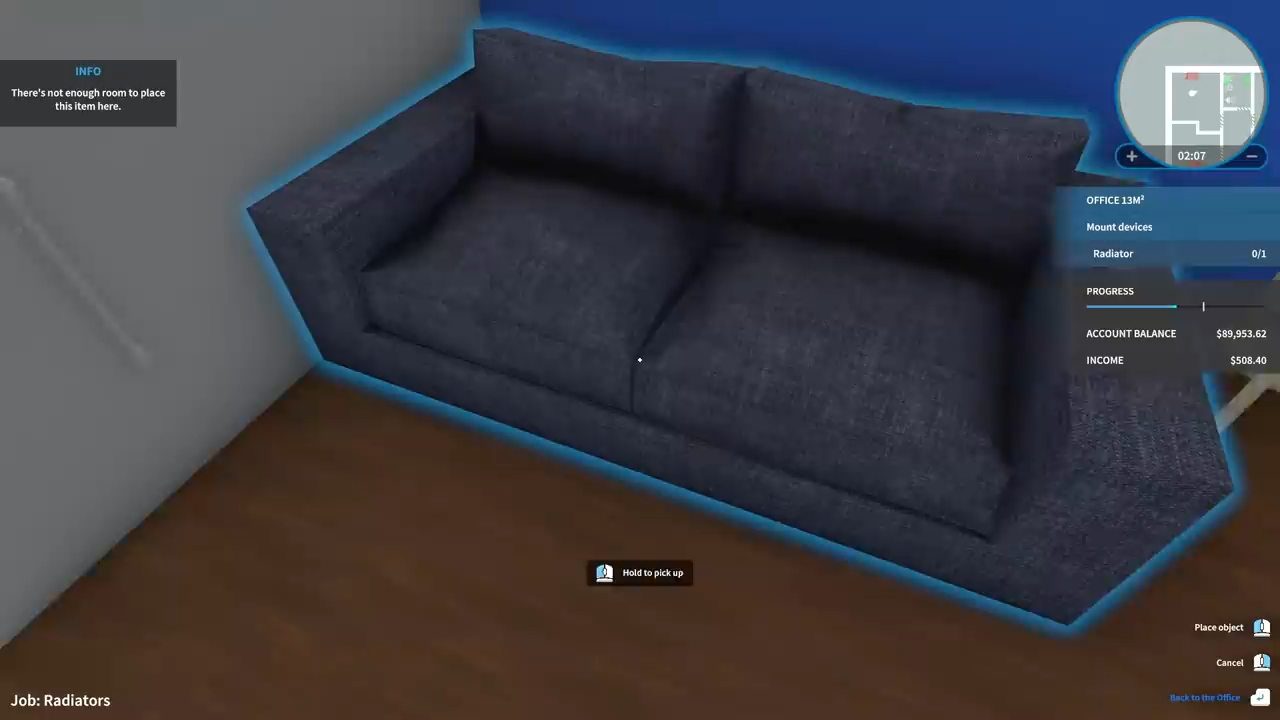 INFO
There's not enough room to place
this item here.
02:07
OFFICE 13M²
Mount devices
Radiator 0/1
PROGRESS
ACCOUNT BALANCE $89,953.62
INCOME $508.40
Hold to pick up
Place object
Cancel
Back to the Office
Job: Radiators